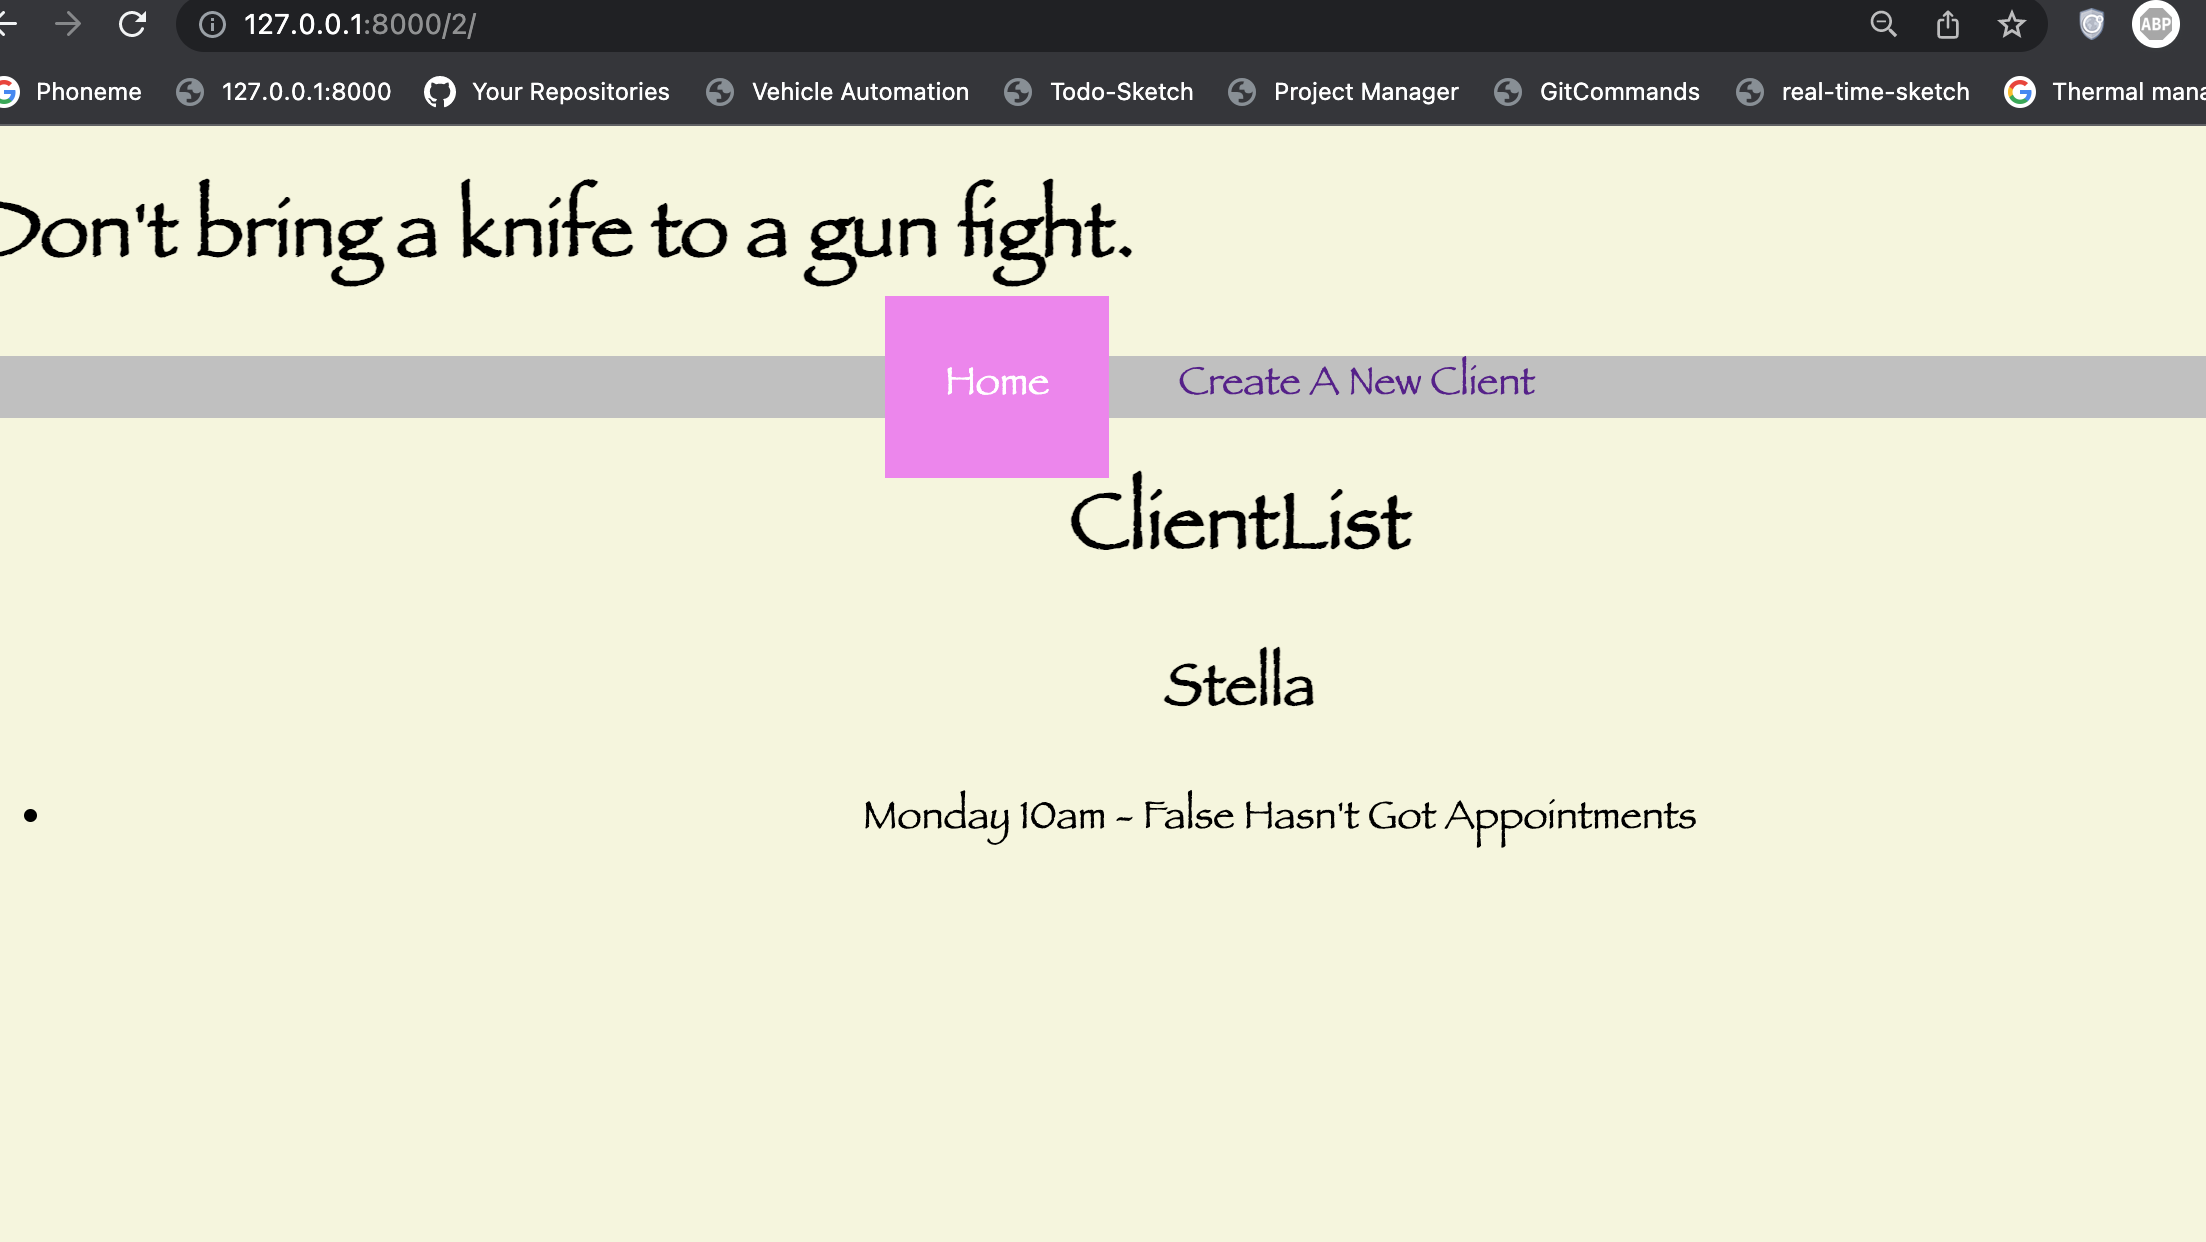 127.0.0.1:8000/2/
ABP
Phoneme 127.0.0.1:8000 Your Repositories Vehicle Automation Todo-Sketch Project Manager GitCommands real-time-sketch Thermal mana
Don't bring a knife to a gun fight.
Home Create A New Client
ClientList
Stella
Monday 10am - False Hasn't Got Appointments